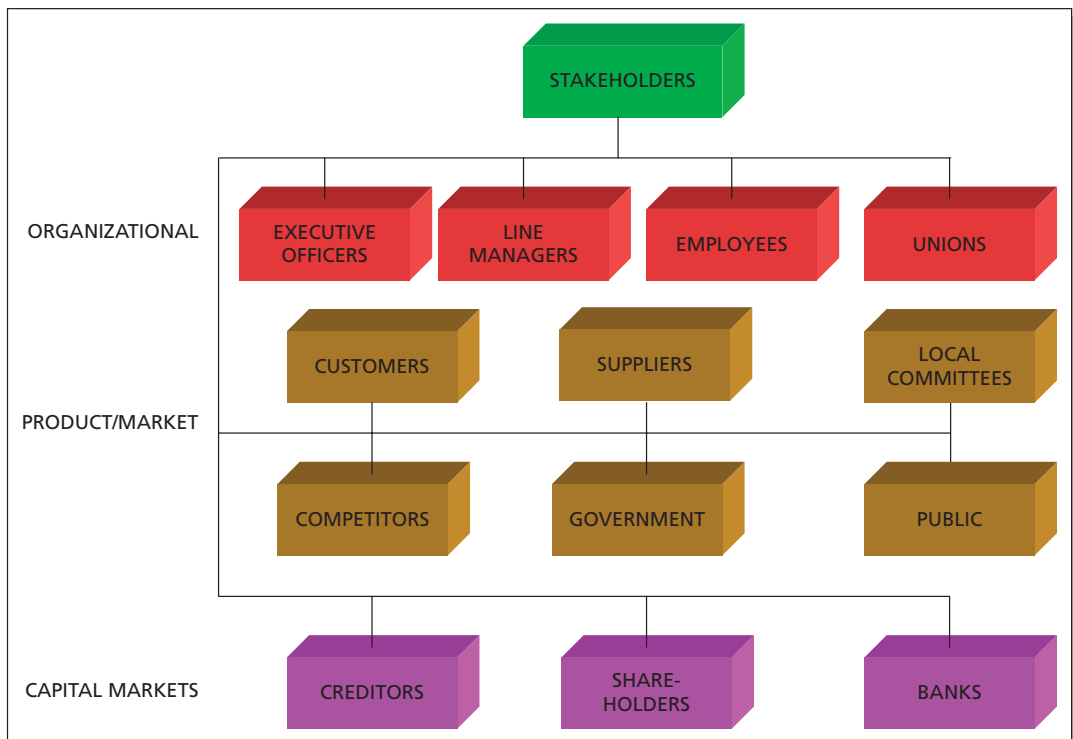 STAKEHOLDERS
ORGANIZATIONAL
EXECUTIVE
OFFICERS
LINE
MANAGERS
EMPLOYEES
UNIONS
PRODUCT/MARKET
CUSTOMERS
SUPPLIERS
LOCAL
COMMITTEES
COMPETITORS
GOVERNMENT
PUBLIC
CAPITAL MARKETS
CREDITORS
SHARE-
HOLDERS
BANKS